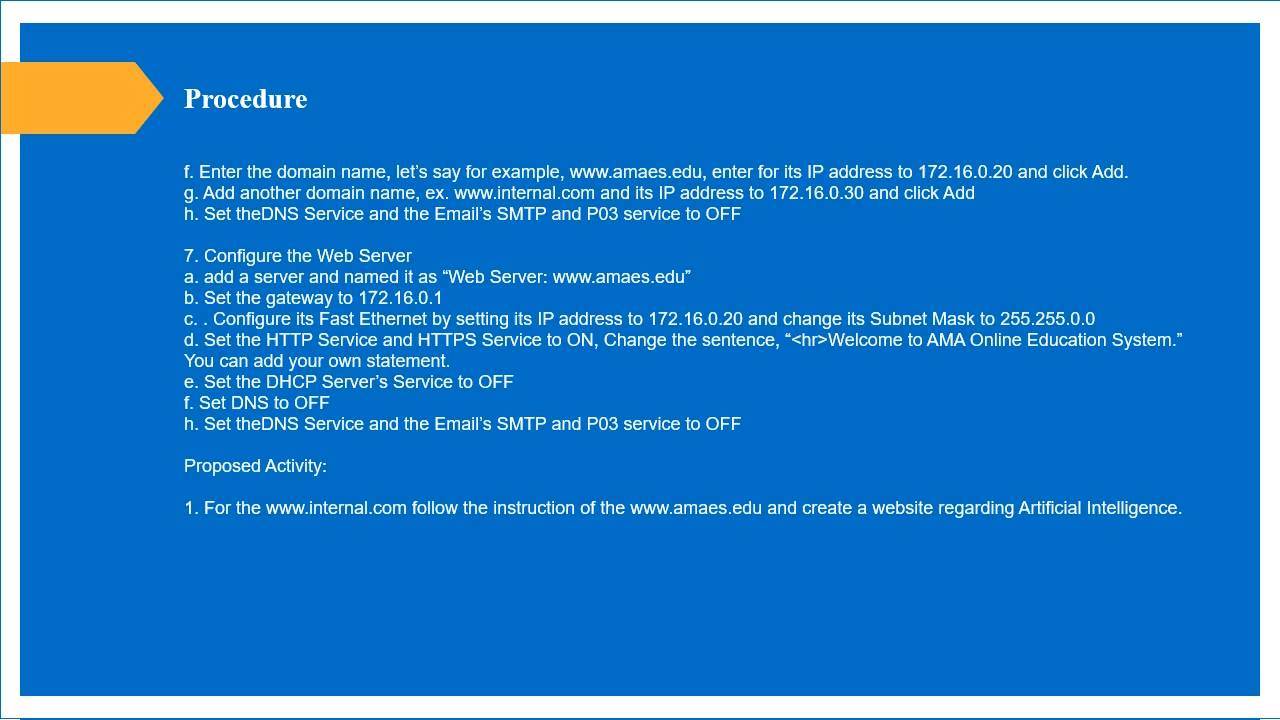 Procedure
f. Enter the domain name, let’s say for example, www.amaes.edu, enter for its IP address to 172.16.0.20 and click Add.
g. Add another domain name, ex. www.internal.com and its IP address to 172.16.0.30 and click Add
h. Set theDNS Service and the Email’s SMTP and P03 service to OFF
7. Configure the Web Server
a. add a server and named it as “Web Server: www.amaes.edu”
b. Set the gateway to 172.16.0.1
c. . Configure its Fast Ethernet by setting its IP address to 172.16.0.20 and change its Subnet Mask to 255.255.0.0
d. Set the HTTP Service and HTTPS Service to ON, Change the sentence, “<hr>Welcome to AMA Online Education System.”
You can add your own statement.
e. Set the DHCP Server’s Service to OFF
f. Set DNS to OFF
h. Set theDNS Service and the Email’s SMTP and P03 service to OFF
Proposed Activity:
1. For the www.internal.com follow the instruction of the www.amaes.edu and create a website regarding Artificial Intelligence.